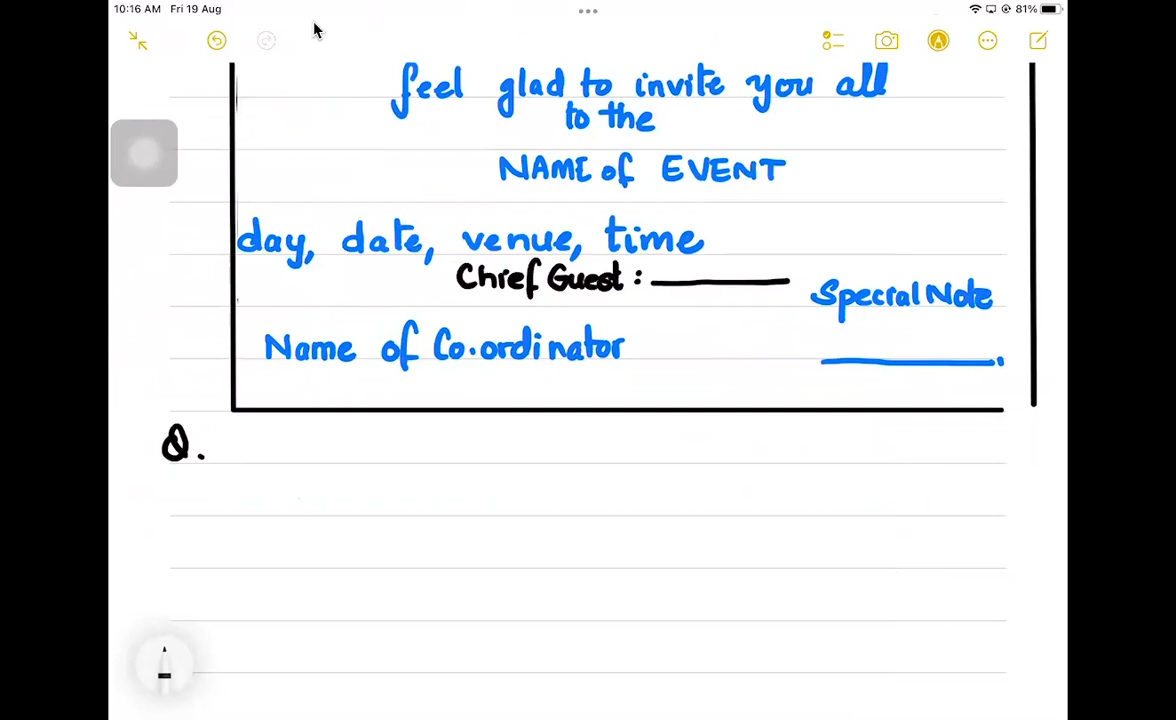 10:16 AM Fri 19 Aug
81%
feel glad to invite you all
to the
NAME of EVENT
day, date, venue, time
Chief Guest :
Special Note
Name of Co.ordinator
Q.